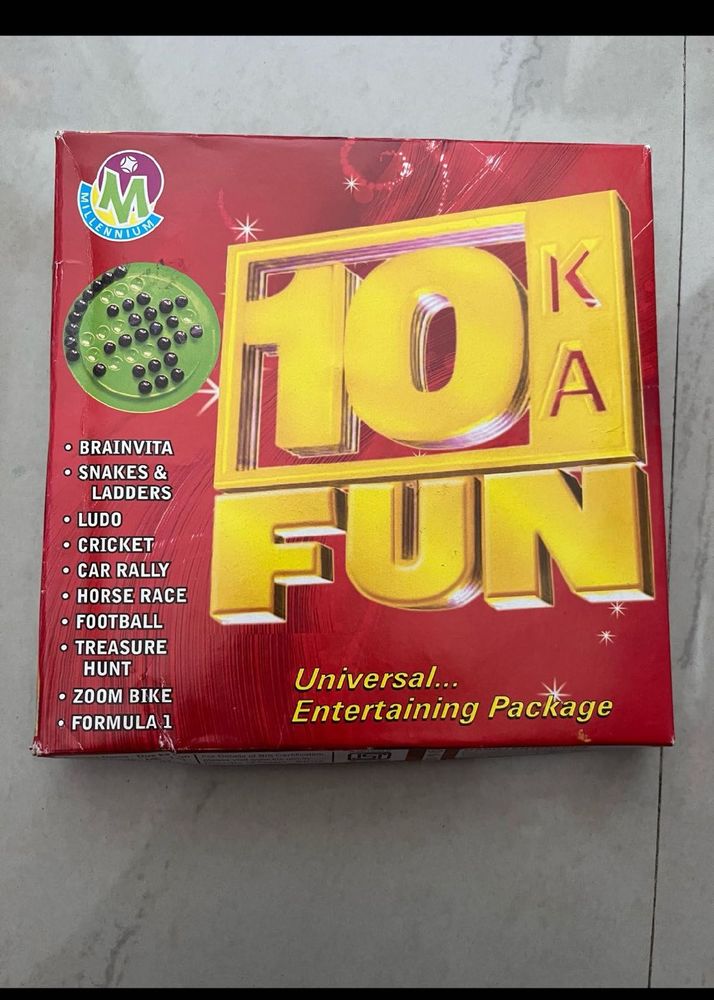 M
MILLENNIUM
10
KA
FUN
• BRAINVITA
• SNAKES &
LADDERS
• LUDO
• CRICKET
• CAR RALLY
• HORSE RACE
• FOOTBALL
• TREASURE
HUNT
• ZOOM BIKE
• FORMULA 1
Universal...
Entertaining Package